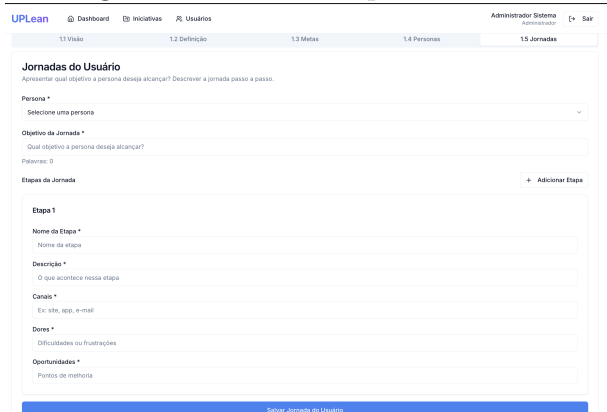 UPLean
Dashboard
Iniciativas
Usuários
Administrador Sistema
Administrador
Sair
1.1 Visão
1.2 Definição
1.3 Metas
1.4 Personas
1.5 Jornadas
Jornadas do Usuário
Apresentar qual objetivo a persona deseja alcançar? Descrever a jornada passo a passo.
Persona *
Selecione uma persona
Objetivo da Jornada *
Qual objetivo a persona deseja alcançar?
Palavras: 0
Etapas da Jornada
+ Adicionar Etapa
Etapa 1
Nome da Etapa *
Nome da etapa
Descrição *
O que acontece nessa etapa
Canais *
Ex: site, app, e-mail
Dores *
Dificuldades ou frustrações
Oportunidades *
Pontos de melhoria
Salvar Jornada do Usuário